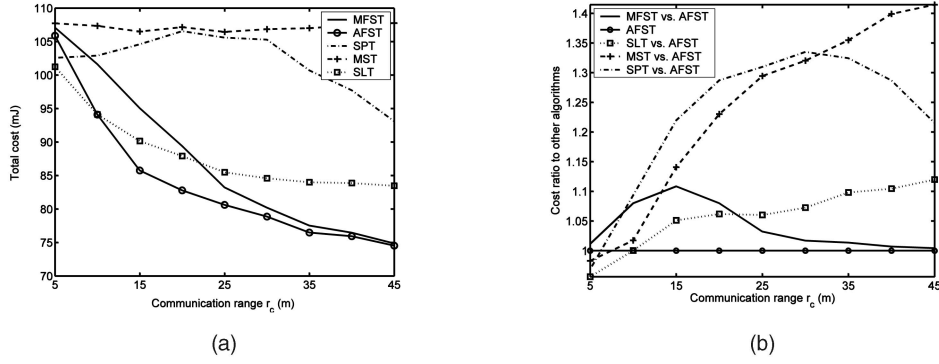 110
105
100
95
90
85
80
75
70
5
10
15
20
25
30
35
40
45
Total cost (mJ)
Communication range r_c (m)
MFST
AFST
SPT
MST
SLT
(a)
1.4
1.35
1.3
1.25
1.2
1.15
1.1
1.05
1
5
10
15
20
25
30
35
40
45
Cost ratio to other algorithms
Communication range r_c (m)
MFST vs. AFST
AFST
SLT vs. AFST
MST vs. AFST
SPT vs. AFST
(b)